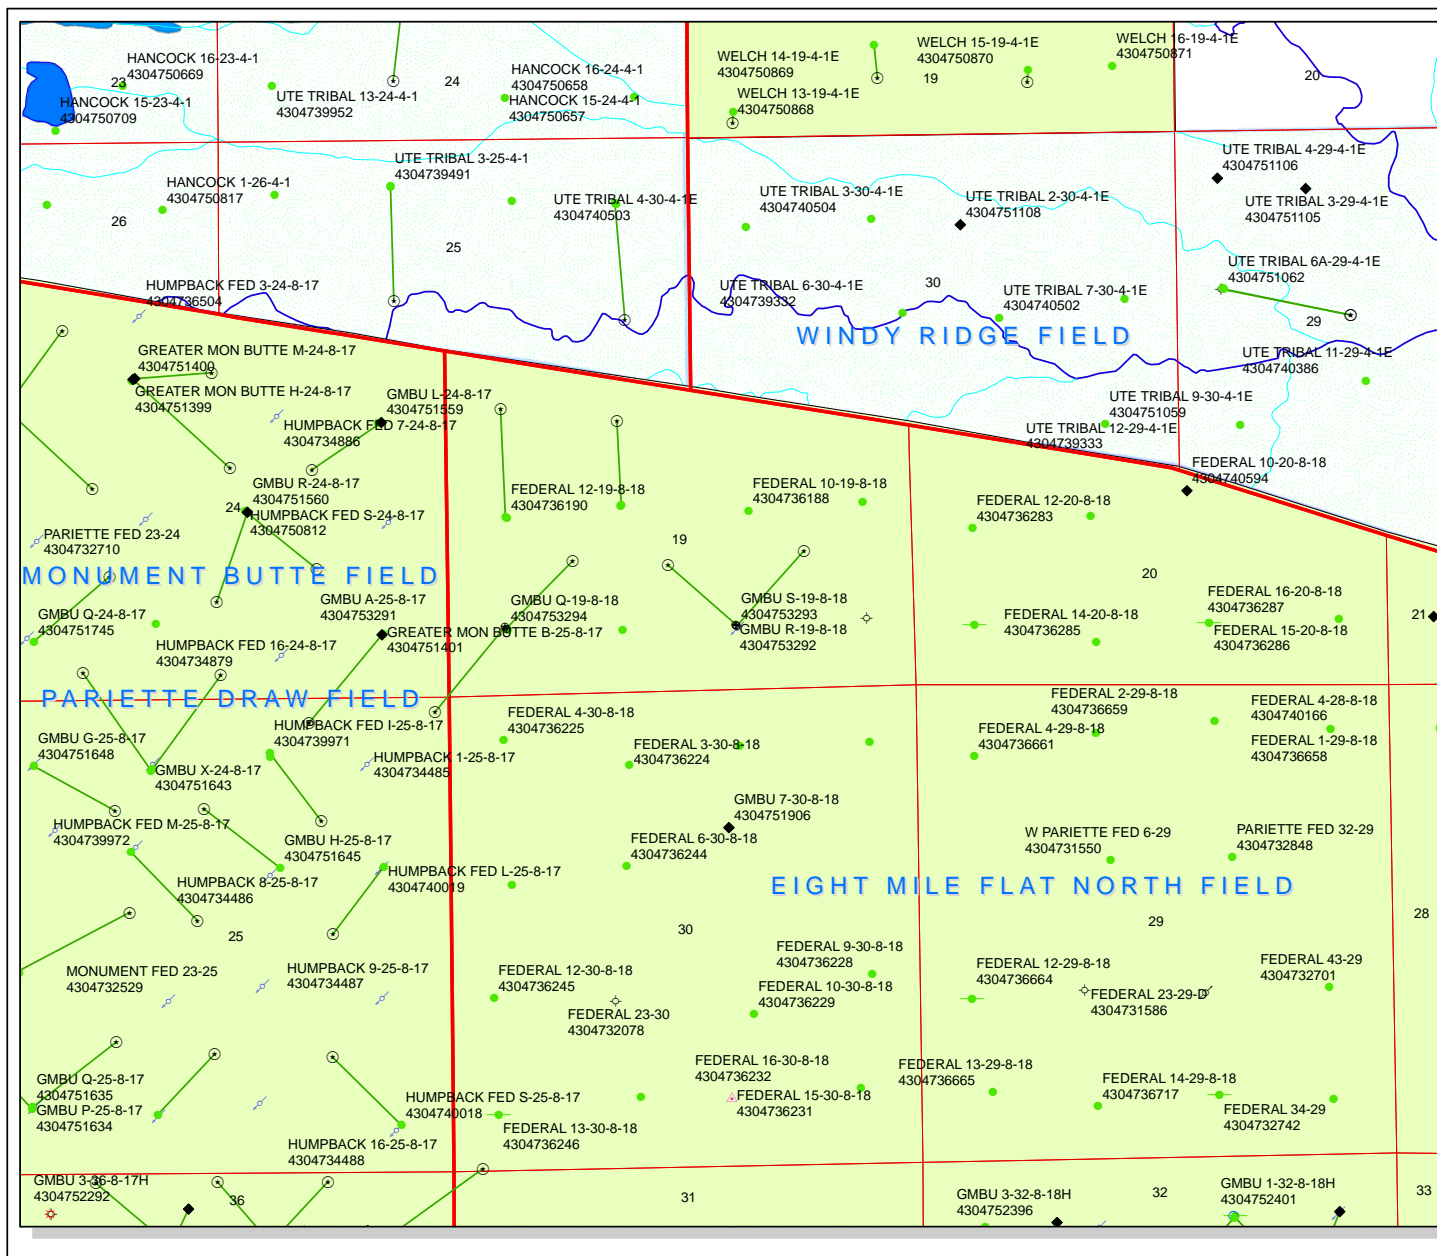 HANCOCK 16-23-4-1
4304750669
23
HANCOCK 15-23-4-1
4304750709
UTE TRIBAL 13-24-4-1
4304739952
24
HANCOCK 16-24-4-1
4304750658
HANCOCK 15-24-4-1
4304750657
WELCH 14-19-4-1E
4304750869
WELCH 13-19-4-1E
4304750868
WELCH 15-19-4-1E
4304750870
19
WELCH 16-19-4-1E
4304750871
20
HANCOCK 1-26-4-1
4304750817
26
UTE TRIBAL 3-25-4-1
4304739491
25
UTE TRIBAL 4-30-4-1E
4304740503
UTE TRIBAL 3-30-4-1E
4304740504
UTE TRIBAL 2-30-4-1E
4304751108
UTE TRIBAL 4-29-4-1E
4304751106
UTE TRIBAL 3-29-4-1E
4304751105
UTE TRIBAL 6A-29-4-1E
4304751062
HUMPBACK FED 3-24-8-17
4304736504
UTE TRIBAL 6-30-4-1E
4304739332
30
UTE TRIBAL 7-30-4-1E
4304740502
29
WINDY RIDGE FIELD
UTE TRIBAL 11-29-4-1E
4304740386
GREATER MON BUTTE M-24-8-17
4304751400
GREATER MON BUTTE H-24-8-17
4304751399
GMBU L-24-8-17
4304751559
HUMPBACK FED 7-24-8-17
4304734886
UTE TRIBAL 9-30-4-1E
4304751059
UTE TRIBAL 12-29-4-1E
4304739333
FEDERAL 10-20-8-18
4304740594
GMBU R-24-8-17
4304751560
24
HUMPBACK FED S-24-8-17
4304750812
FEDERAL 12-19-8-18
4304736190
FEDERAL 10-19-8-18
4304736188
FEDERAL 12-20-8-18
4304736283
PARIETTE FED 23-24
4304732710
19
20
MONUMENT BUTTE FIELD
GMBU Q-24-8-17
4304751745
GMBU A-25-8-17
4304753291
GREATER MON BUTTE B-25-8-17
4304751401
GMBU Q-19-8-18
4304753294
GMBU S-19-8-18
4304753293
GMBU R-19-8-18
4304753292
FEDERAL 14-20-8-18
4304736285
FEDERAL 16-20-8-18
4304736287
FEDERAL 15-20-8-18
4304736286
21
HUMPBACK FED 16-24-8-17
4304734879
PARIETTE DRAW FIELD
FEDERAL 2-29-8-18
4304736659
FEDERAL 4-28-8-18
4304740166
HUMPBACK FED I-25-8-17
4304739971
FEDERAL 4-30-8-18
4304736225
FEDERAL 4-29-8-18
4304736661
FEDERAL 1-29-8-18
4304736658
GMBU G-25-8-17
4304751648
GMBU X-24-8-17
4304751643
HUMPBACK 1-25-8-17
4304734485
FEDERAL 3-30-8-18
4304736224
GMBU 7-30-8-18
4304751906
HUMPBACK FED M-25-8-17
4304739972
GMBU H-25-8-17
4304751645
FEDERAL 6-30-8-18
4304736244
W PARIETTE FED 6-29
4304731550
PARIETTE FED 32-29
4304732848
HUMPBACK 8-25-8-17
4304734486
HUMPBACK FED L-25-8-17
4304740019
EIGHT MILE FLAT NORTH FIELD
25
30
29
28
MONUMENT FED 23-25
4304732529
HUMPBACK 9-25-8-17
4304734487
FEDERAL 12-30-8-18
4304736245
FEDERAL 9-30-8-18
4304736228
FEDERAL 12-29-8-18
4304736664
FEDERAL 43-29
4304732701
FEDERAL 23-30
4304732078
FEDERAL 10-30-8-18
4304736229
FEDERAL 23-29-D
4304731586
FEDERAL 16-30-8-18
4304736232
FEDERAL 15-30-8-18
4304736231
FEDERAL 13-29-8-18
4304736665
FEDERAL 14-29-8-18
4304736717
FEDERAL 34-29
4304732742
GMBU Q-25-8-17
4304751635
GMBU P-25-8-17
4304751634
HUMPBACK FED S-25-8-17
4304740018
FEDERAL 13-30-8-18
4304736246
HUMPBACK 16-25-8-17
4304734488
GMBU 3-36-8-17H
4304752292
36
31
GMBU 3-32-8-18H
4304752396
32
GMBU 1-32-8-18H
4304752401
33